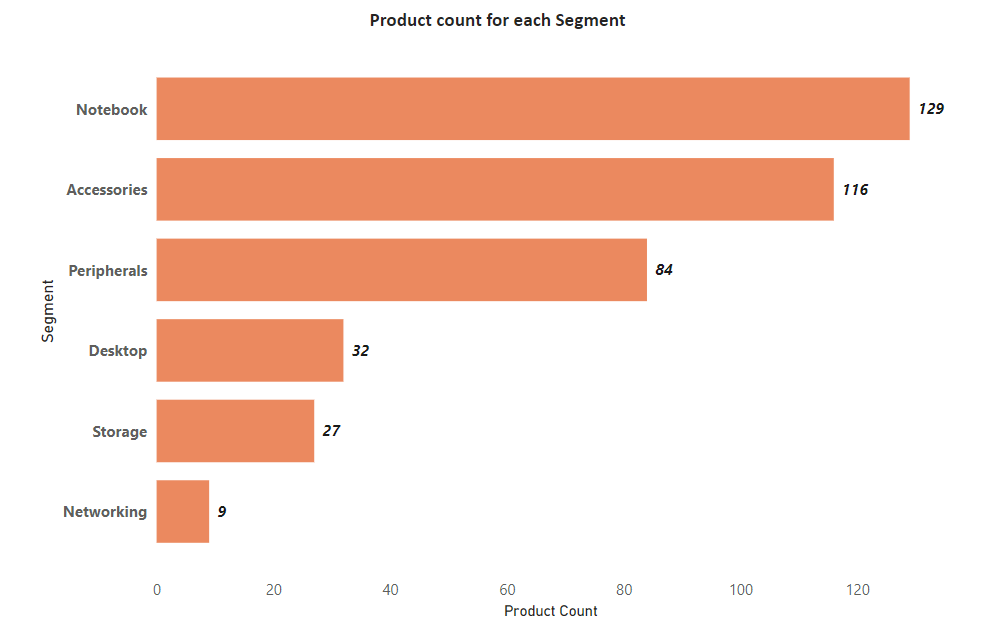 Product count for each Segment
Notebook 129
Accessories 116
Peripherals 84
Desktop 32
Storage 27
Networking 9
Segment
0 20 40 60 80 100 120
Product Count